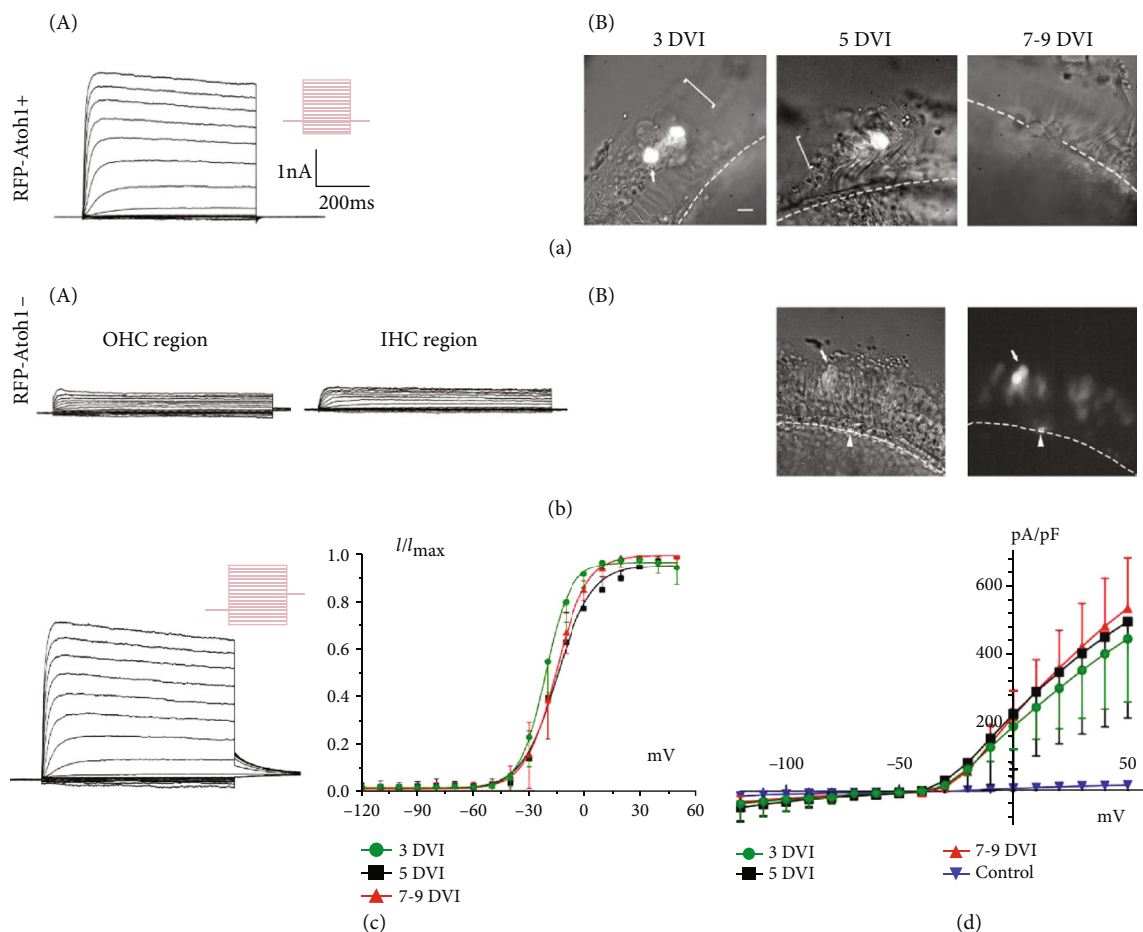 (A)
(B)
3 DVI
5 DVI
7-9 DVI
RFP-Atoh1+
1nA
200ms
(a)
(A)
(B)
RFP-Atoh1−
OHC region
IHC region
(b)
I/Imax
1.0
0.8
0.6
0.4
0.2
0.0
−120
−90
−60
−30
0
30
60
mV
3 DVI
5 DVI
7-9 DVI
(c)
pA/pF
600
400
200
−100
−50
50
mV
3 DVI
5 DVI
7-9 DVI
Control
(d)